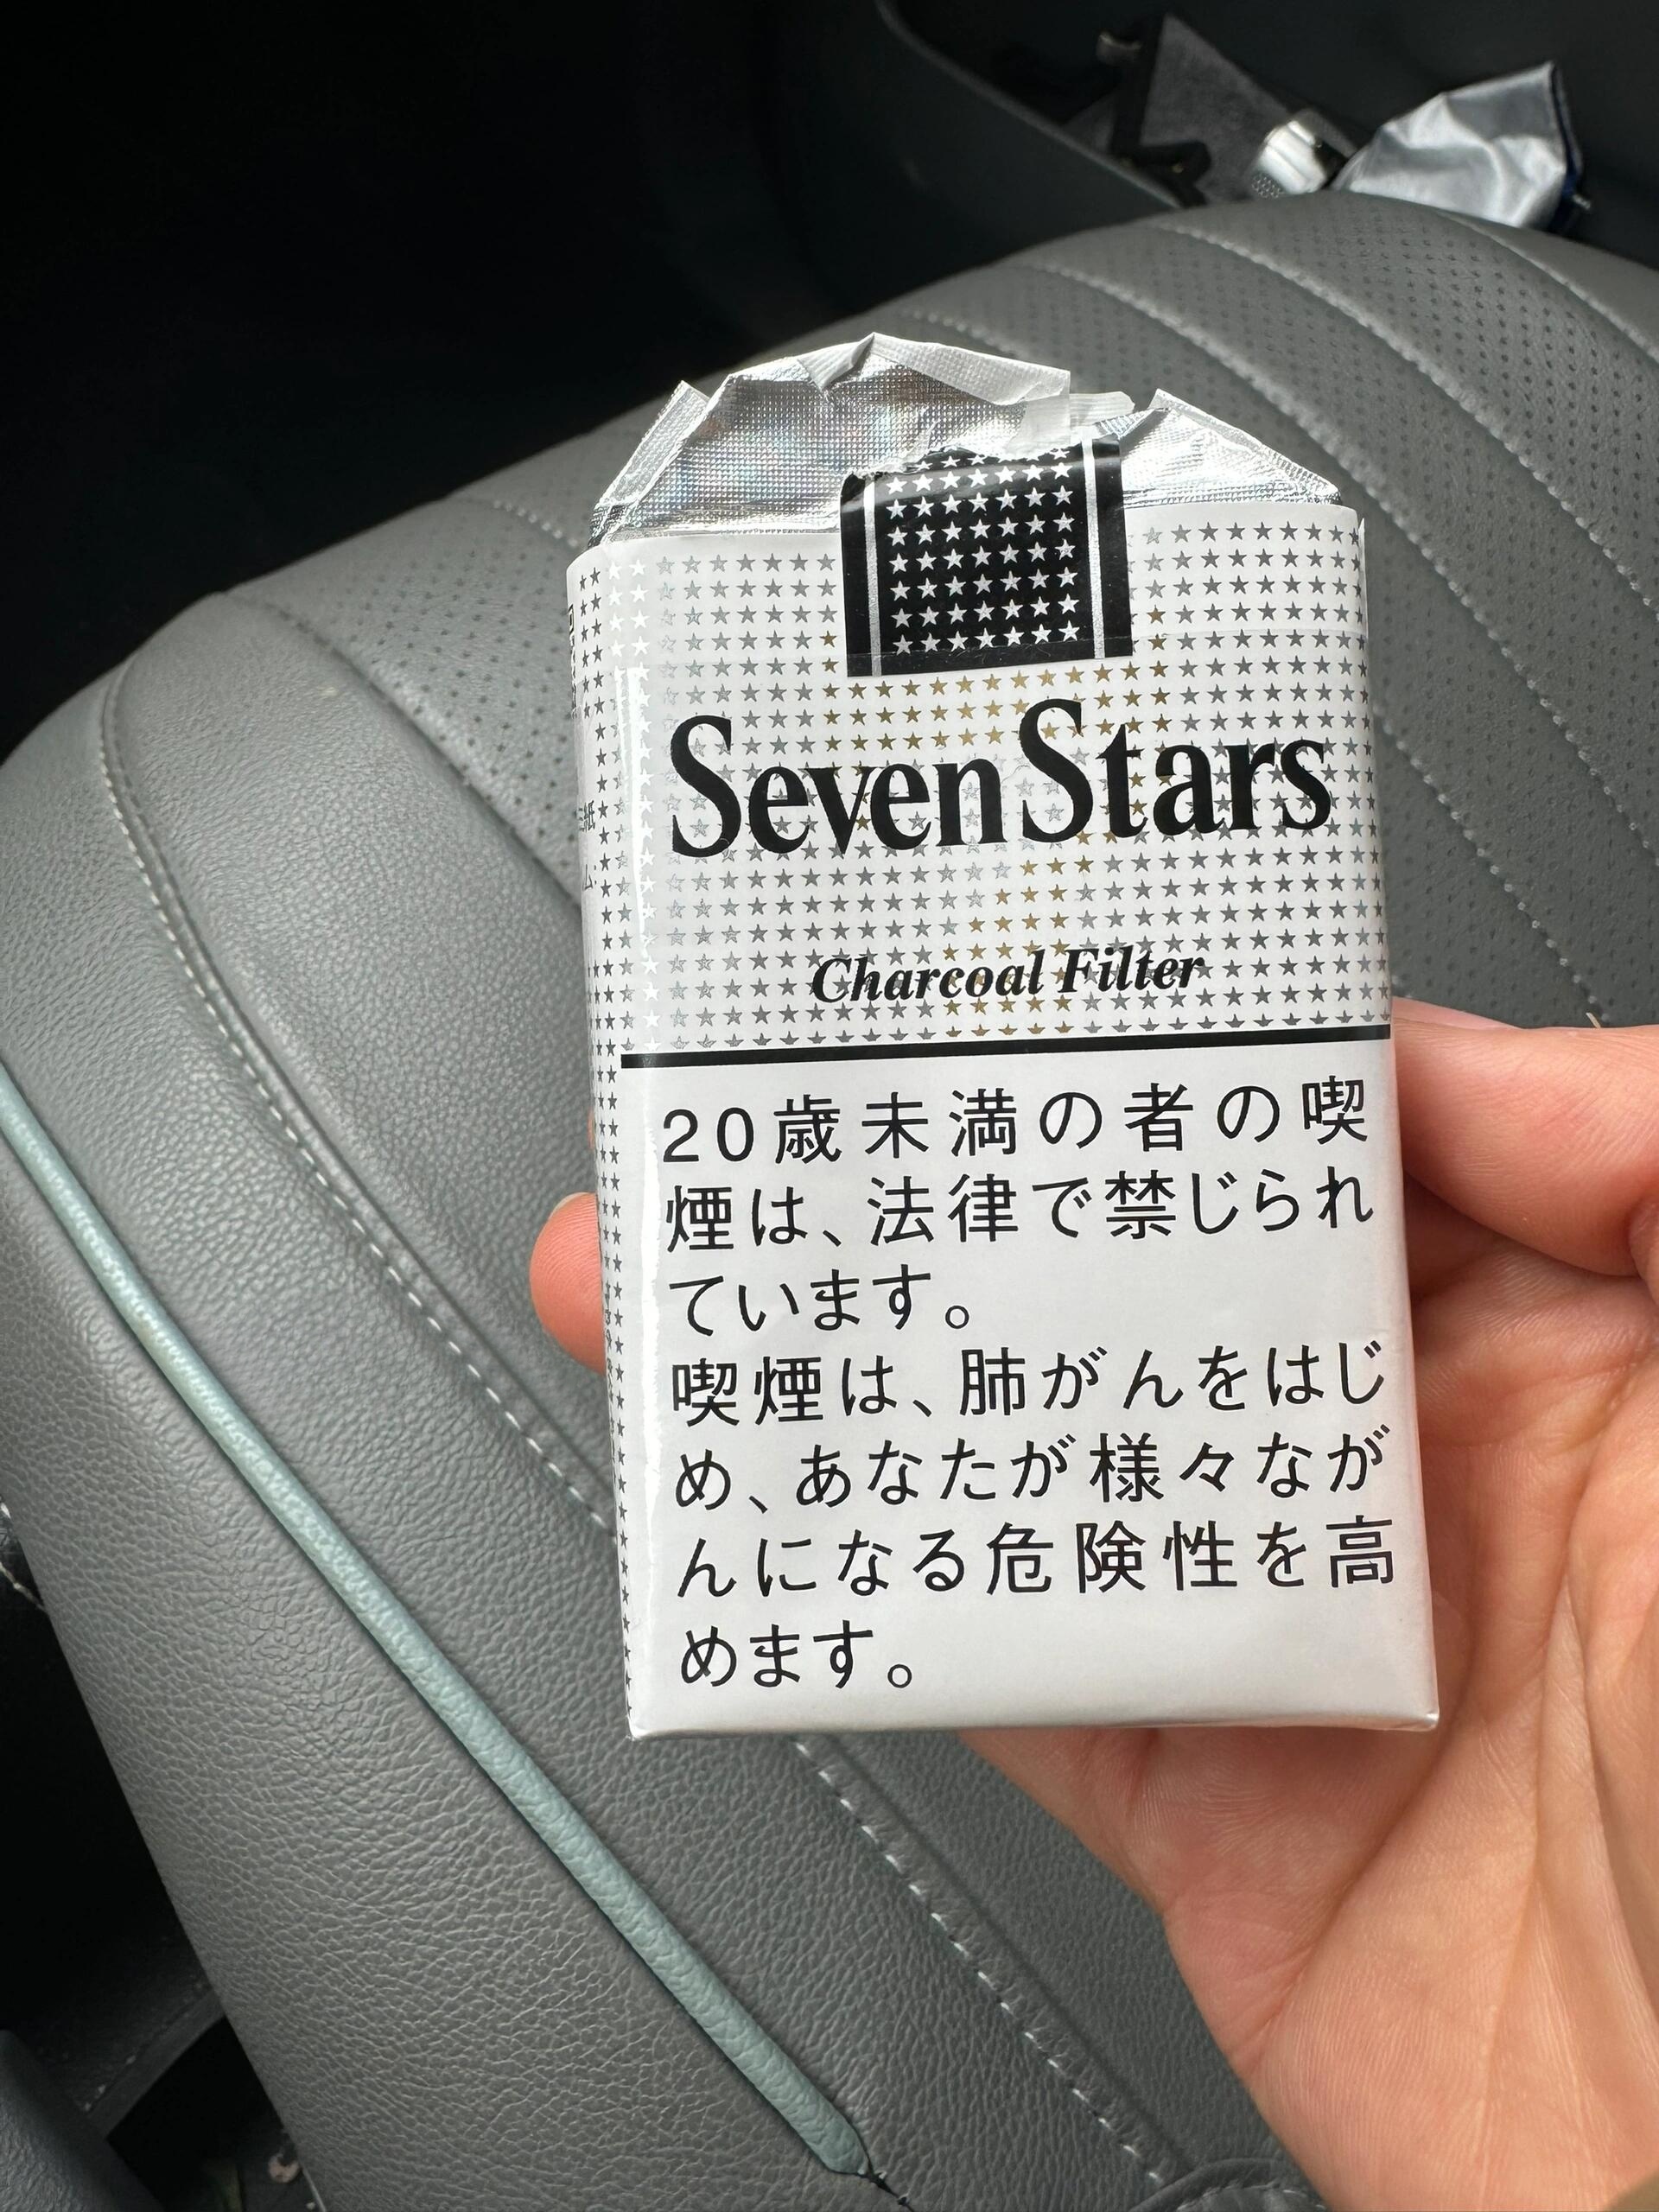 Seven Stars
Charcoal Filter
20歳未満の者の喫
煙は、法律で禁じられ
ています。
喫煙は、肺がんをはじ
め、あなたが様々なが
んになる危険性を高
めます。